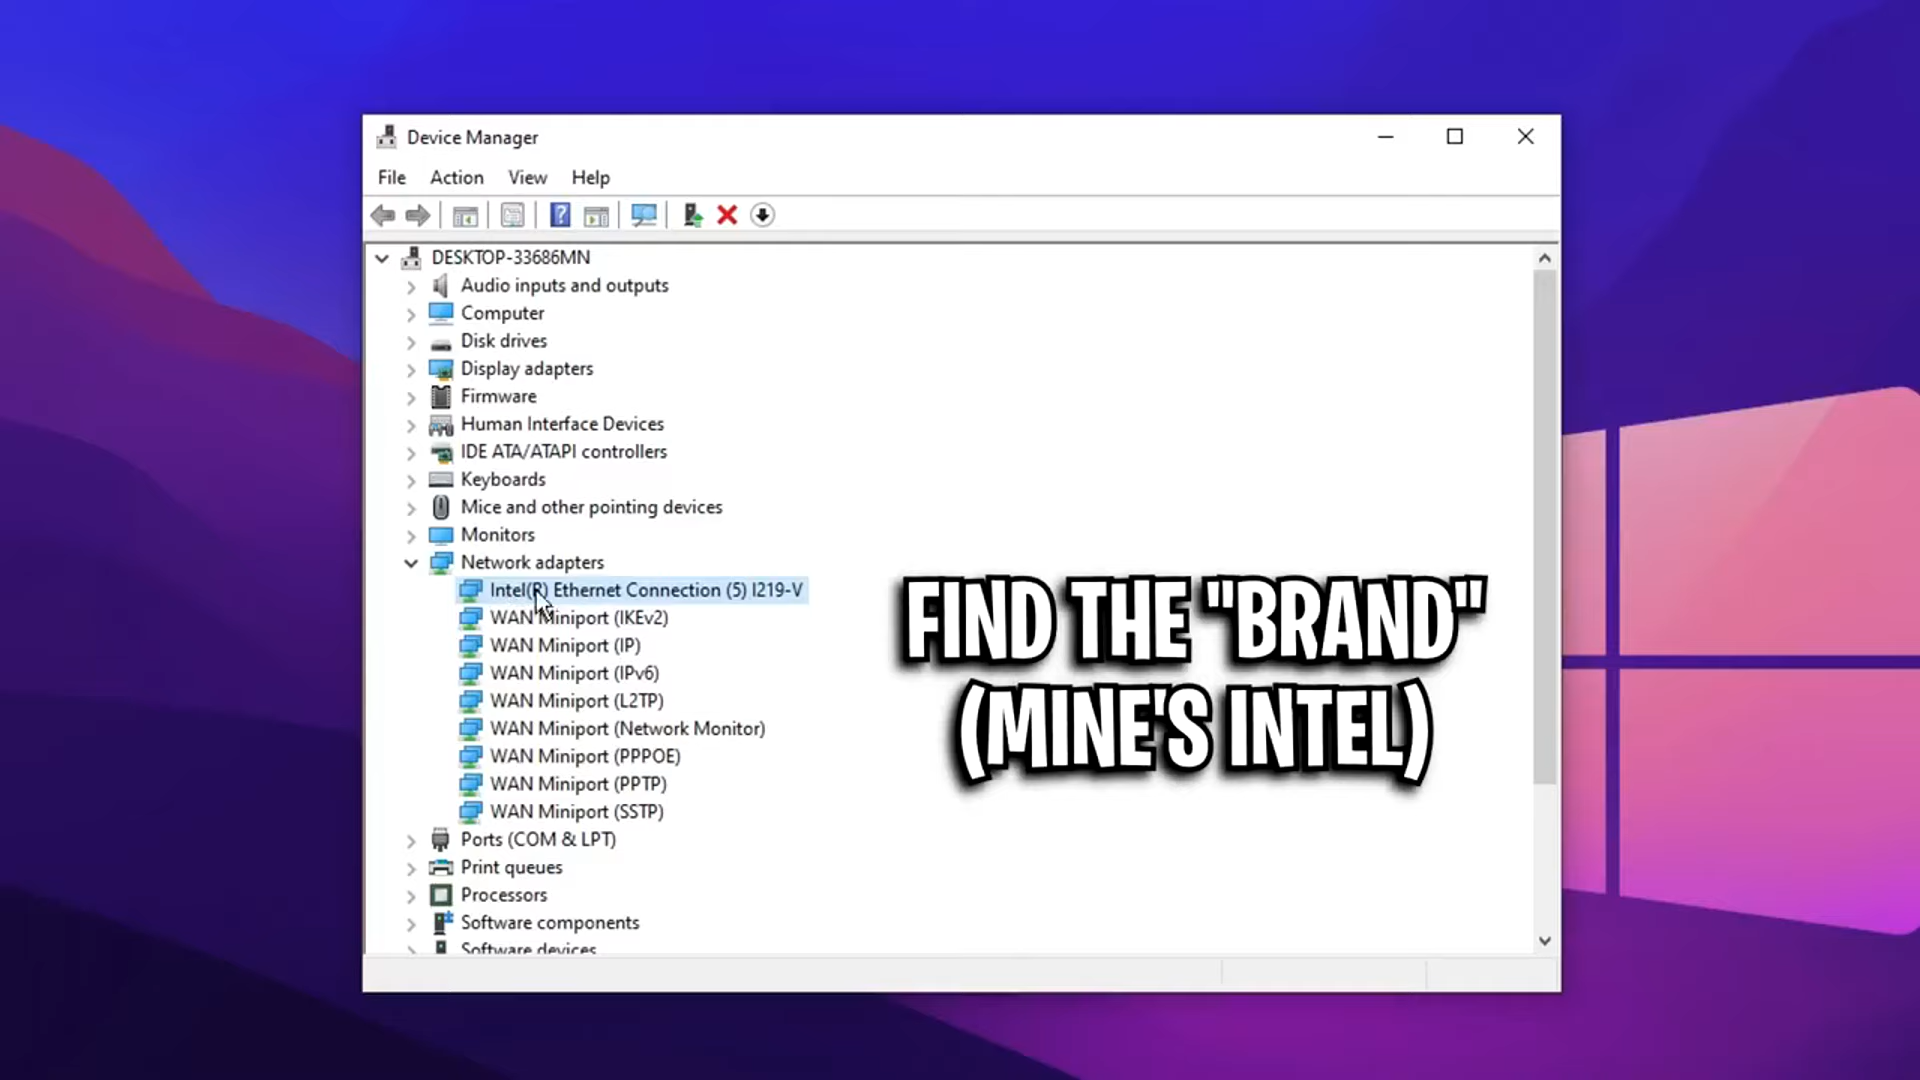 Device Manager
File Action View Help
DESKTOP-33686MN
Audio inputs and outputs
Computer
Disk drives
Display adapters
Firmware
Human Interface Devices
IDE ATA/ATAPI controllers
Keyboards
Mice and other pointing devices
Monitors
Network adapters
Intel(R) Ethernet Connection (5) I219-V
WAN Miniport (IKEv2)
WAN Miniport (IP)
WAN Miniport (IPv6)
WAN Miniport (L2TP)
WAN Miniport (Network Monitor)
WAN Miniport (PPPOE)
WAN Miniport (PPTP)
WAN Miniport (SSTP)
Ports (COM & LPT)
Print queues
Processors
Software components
Software devices
FIND THE "BRAND"
(MINE'S INTEL)